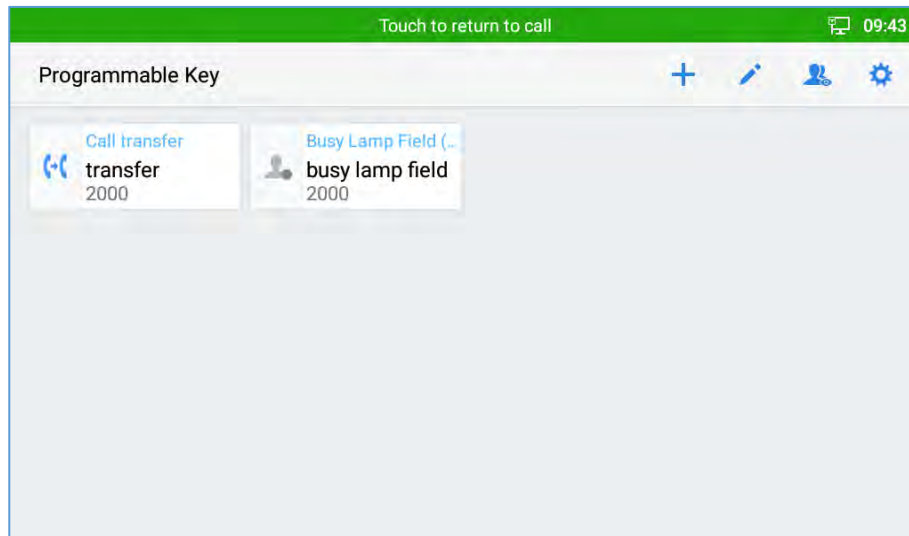 Touch to return to call
09:43
Programmable Key
Call transfer
transfer
2000
Busy Lamp Field (...
busy lamp field
2000